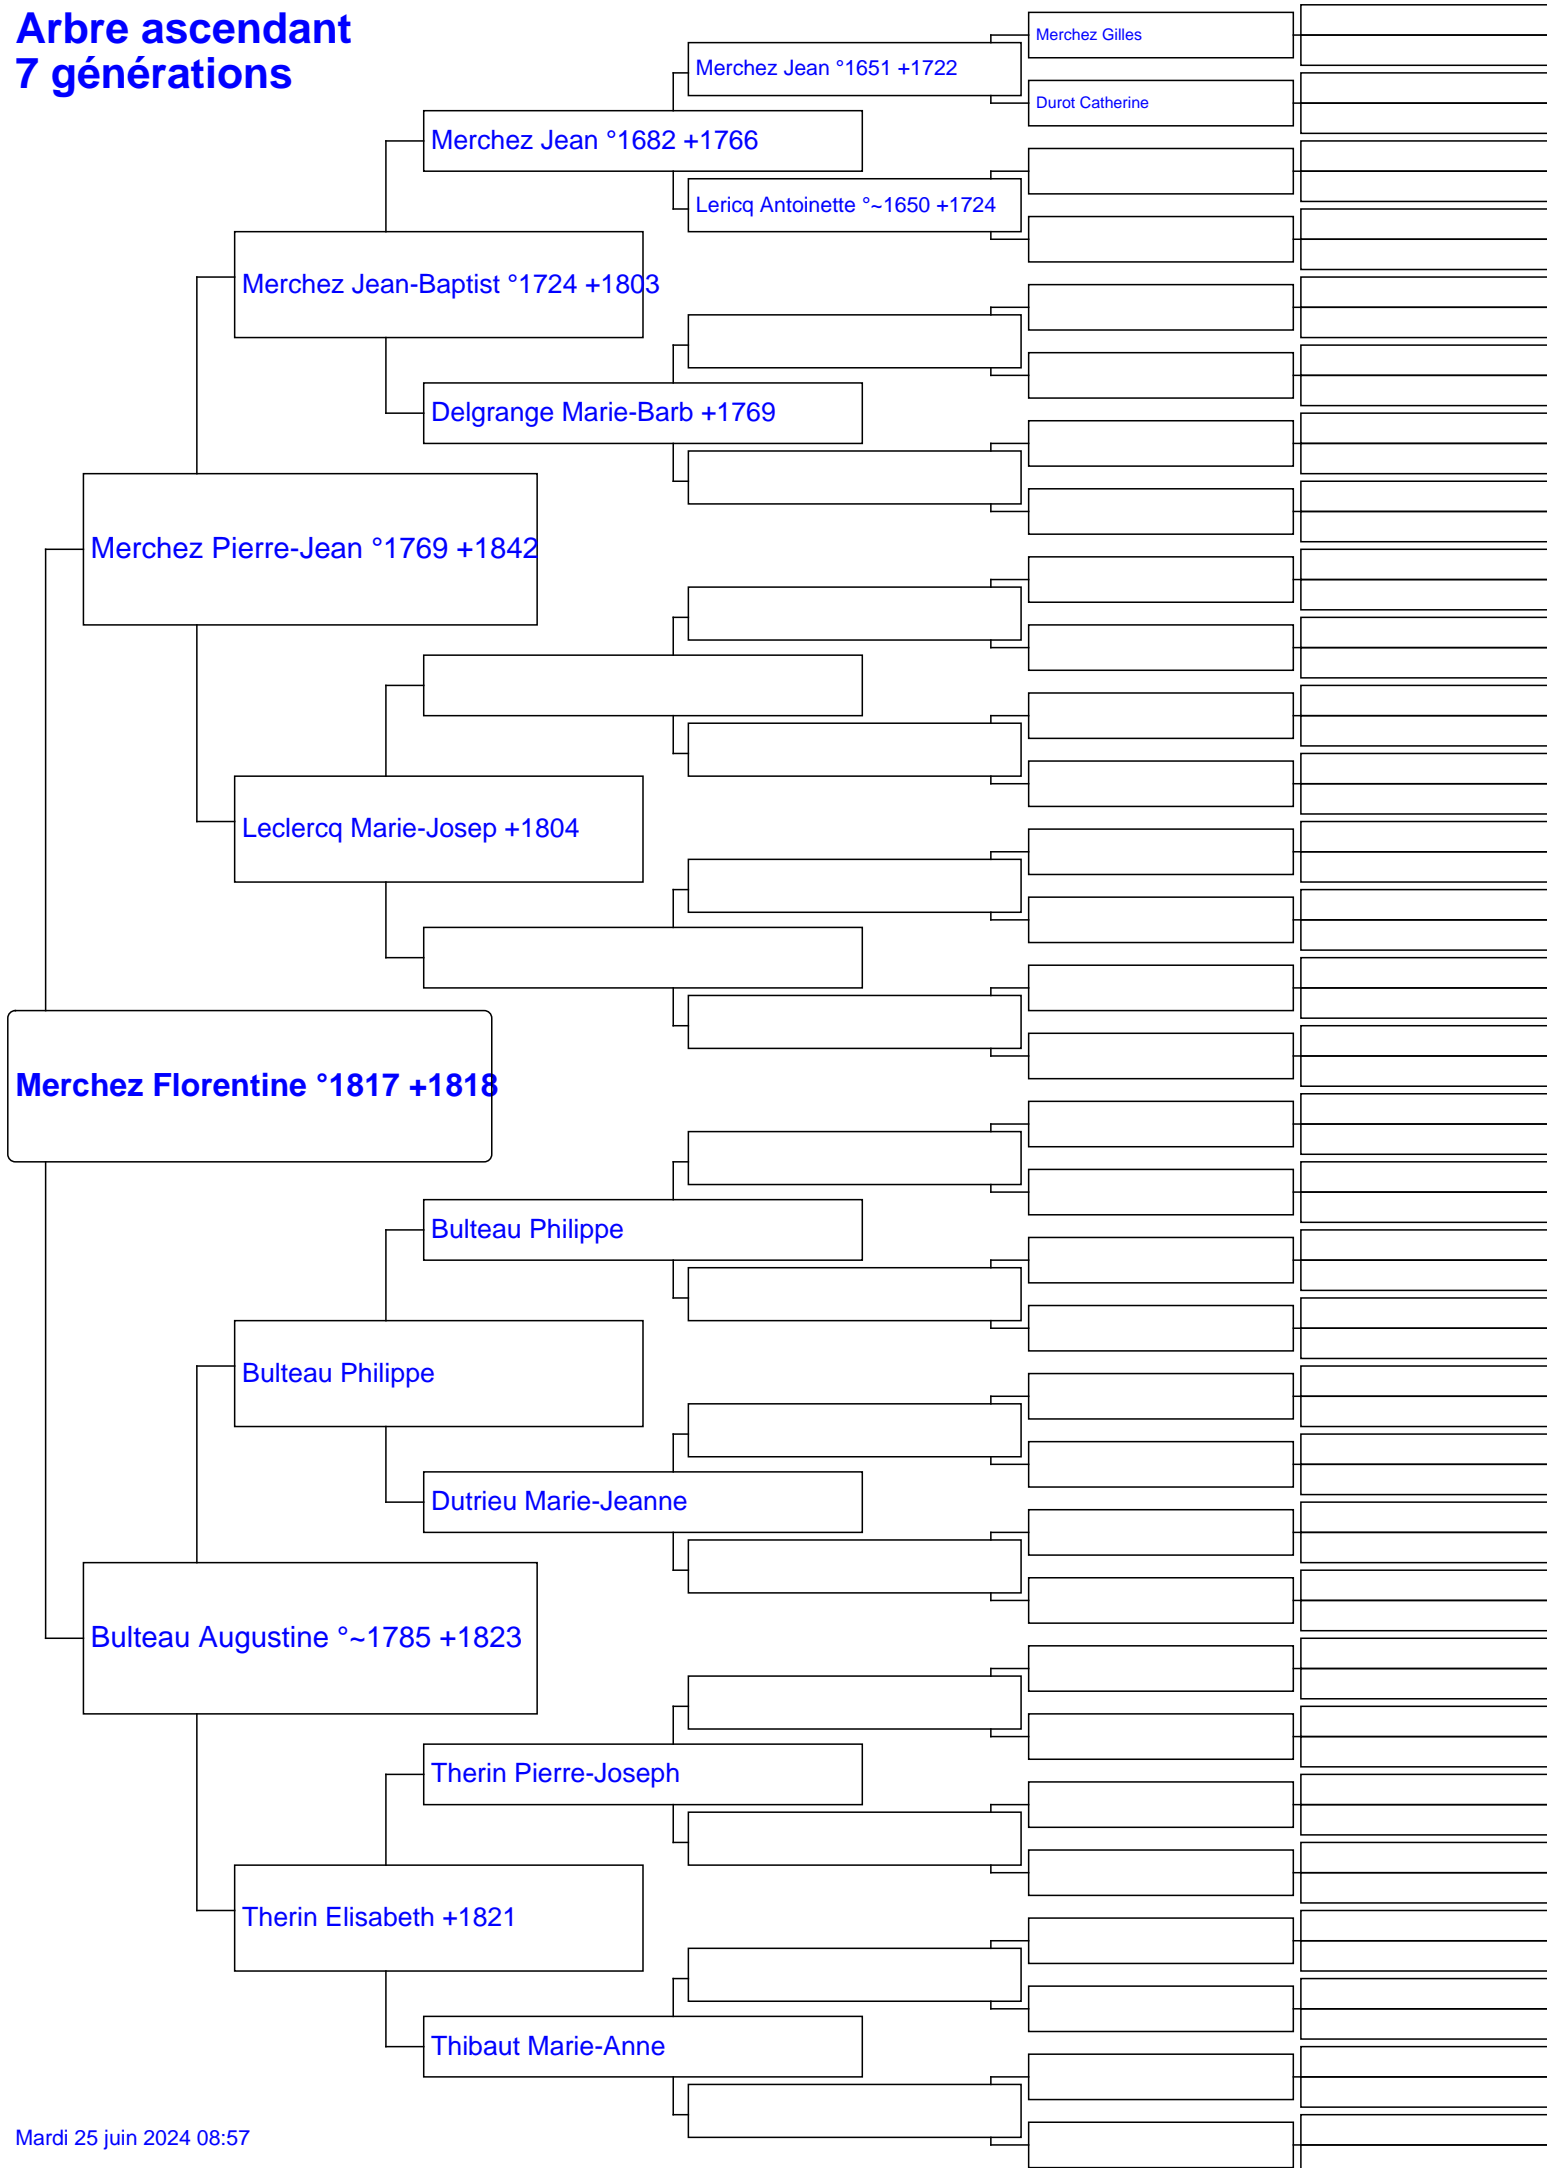 Arbre ascendant
7 générations
Merchez Gilles
Merchez Jean °1651 +1722
Durot Catherine
Merchez Jean °1682 +1766
Lericq Antoinette °~1650 +1724
Merchez Jean-Baptist °1724 +1803
Delgrange Marie-Barb +1769
Merchez Pierre-Jean °1769 +1842
Leclercq Marie-Josep +1804
Merchez Florentine °1817 +1818
Bulteau Philippe
Bulteau Philippe
Dutrieu Marie-Jeanne
Bulteau Augustine °~1785 +1823
Therin Pierre-Joseph
Therin Elisabeth +1821
Thibaut Marie-Anne
Mardi 25 juin 2024 08:57